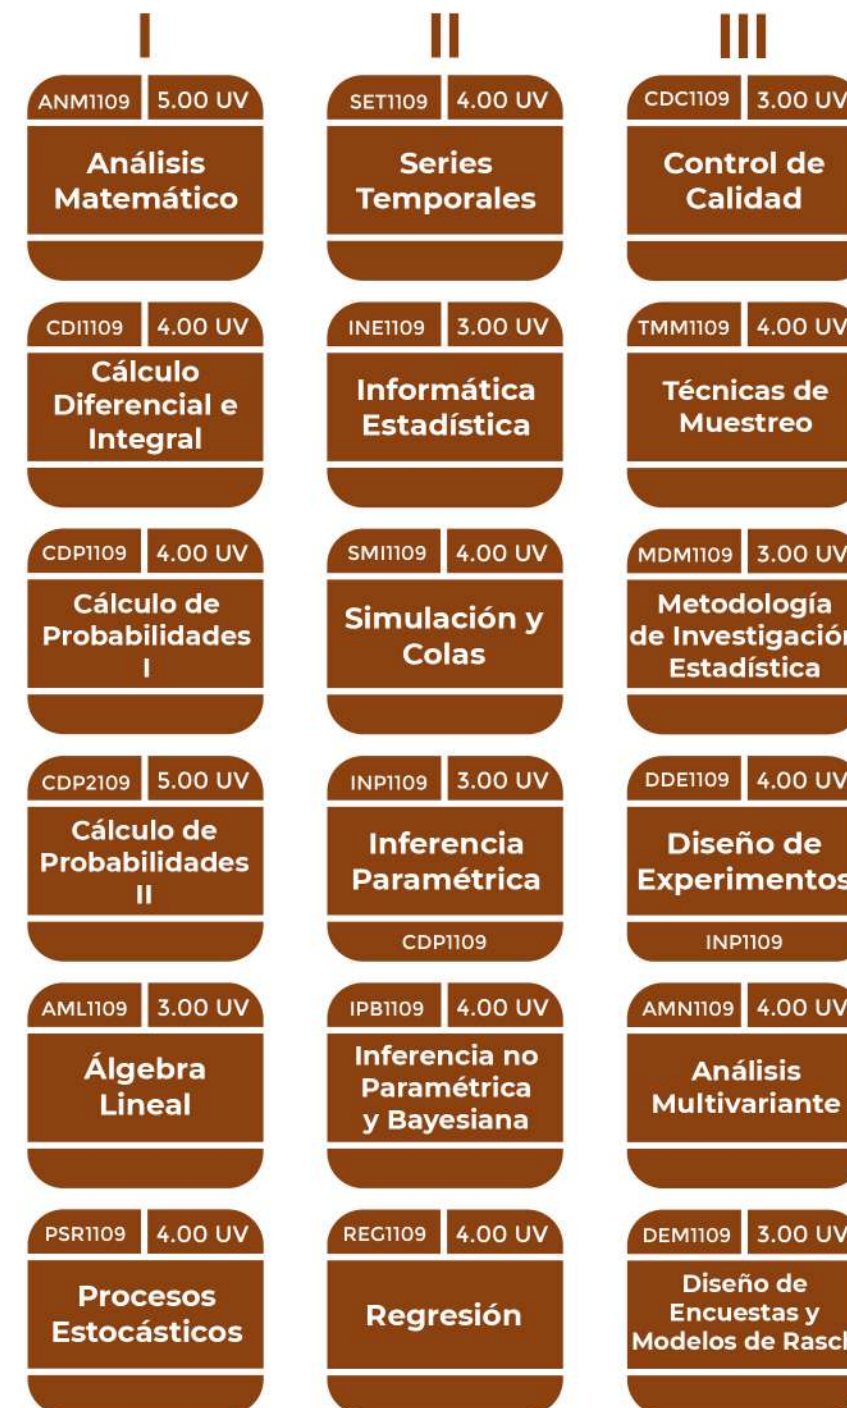 I
ANM1109 5.00 UV
Análisis
Matemático
CDI1109 4.00 UV
Cálculo
Diferencial e
Integral
CDP1109 4.00 UV
Cálculo de
Probabilidades
I
CDP2109 5.00 UV
Cálculo de
Probabilidades
II
AML1109 3.00 UV
Álgebra
Lineal
PSR1109 4.00 UV
Procesos
Estocásticos
II
SET1109 4.00 UV
Series
Temporales
INE1109 3.00 UV
Informática
Estadística
SMI1109 4.00 UV
Simulación y
Colas
INP1109 3.00 UV
Inferencia
Paramétrica
CDP1109
IPB1109 4.00 UV
Inferencia no
Paramétrica
y Bayesiana
REG1109 4.00 UV
Regresión
III
CDC1109 3.00 UV
Control de
Calidad
TMM1109 4.00 UV
Técnicas de
Muestreo
MDM1109 3.00 UV
Metodología
de Investigación
Estadística
DDE1109 4.00 UV
Diseño de
Experimentos
INP1109
AMN1109 4.00 UV
Análisis
Multivariante
DEM1109 3.00 UV
Diseño de
Encuestas y
Modelos de Rasch